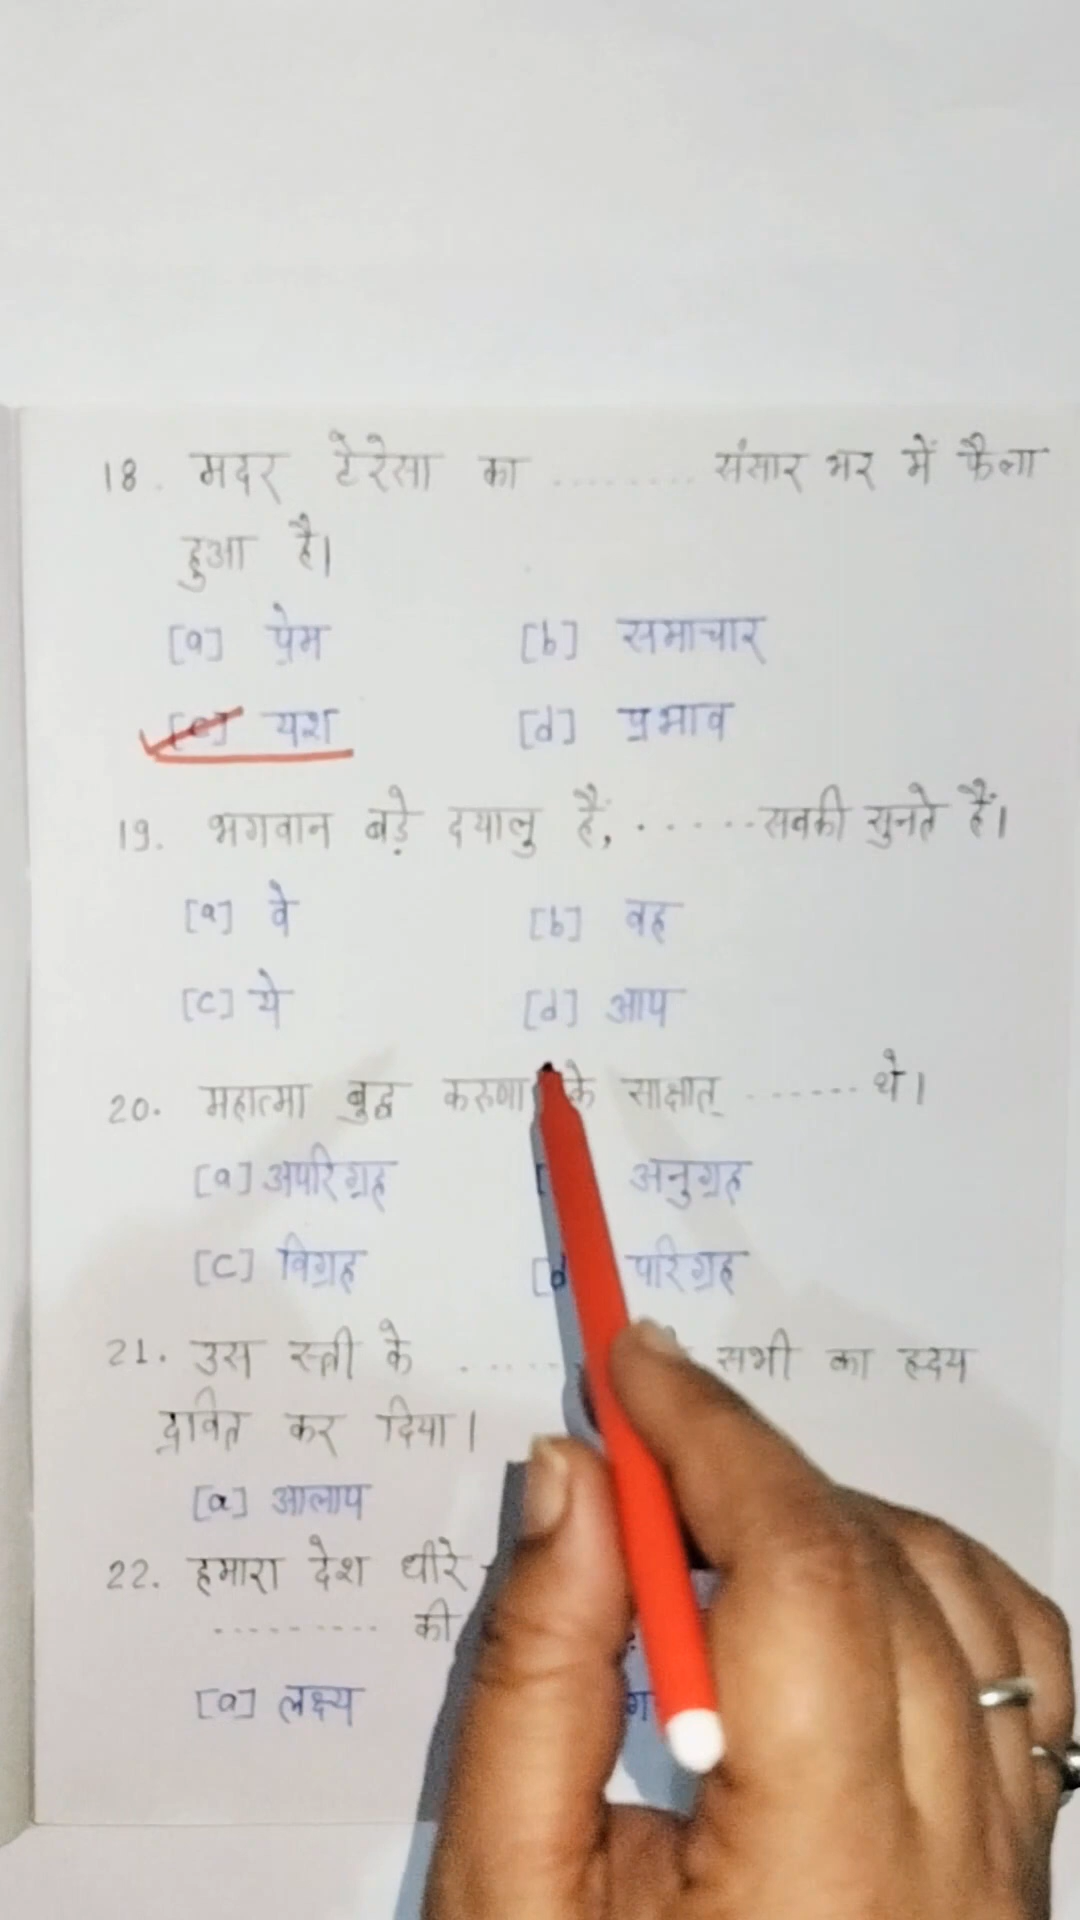 18. मदर टेरेसा का ......... संसार भर में फैला
हुआ है।
[a] प्रेम [b] समाचार
[c] यश [d] प्रभाव
19. भगवान बड़े दयालु हैं, ...... सबकी सुनते हैं।
[a] वे [b] वह
[c] ये [d] आप
20. महात्मा बुद्ध करुणा के साक्षात् ....... थे।
[a] अपरिग्रह [ अनुग्रह
[c] विग्रह [d परिग्रह
21. उस स्त्री के ..... सभी का हृदय
द्रवित कर दिया।
[a] आलाप
22. हमारा देश धीरे
.......... की
[a] लक्ष्य